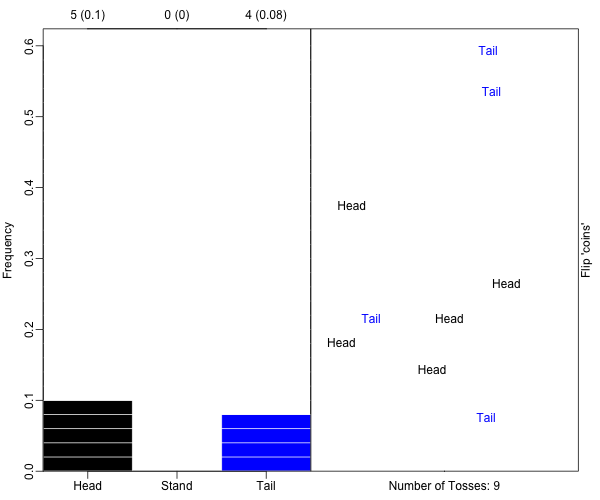 5 (0.1) 0 (0) 4 (0.08)
0.6
0.5
0.4
0.3
0.2
0.1
0.0
Frequency
Head Stand Tail
Tail
Tail
Head
Head
Tail Head
Head
Head
Tail
Number of Tosses: 9
Flip 'coins'